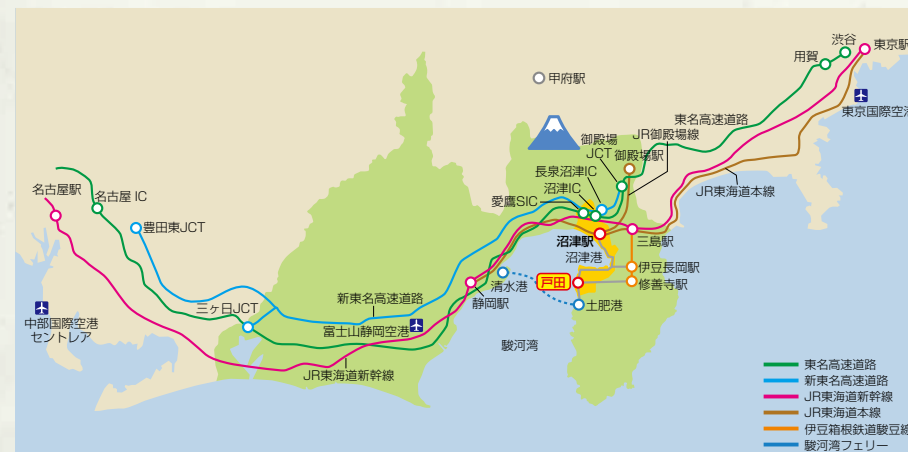 渋谷
東京駅
用賀
甲府駅
東京国際空港
東名高速道路
JR御殿場線
御殿場
JCT
御殿場駅
長泉沼津IC
沼津IC
愛鷹SIC
JR東海道本線
名古屋駅
名古屋 IC
豊田東JCT
沼津駅
三島駅
沼津港
伊豆長岡駅
戸田
修善寺駅
清水港
静岡駅
土肥港
新東名高速道路
三ヶ日JCT
富士山静岡空港
中部国際空港
セントレア
駿河湾
JR東海道新幹線
東名高速道路
新東名高速道路
JR東海道新幹線
JR東海道本線
伊豆箱根鉄道駿豆線
駿河湾フェリー